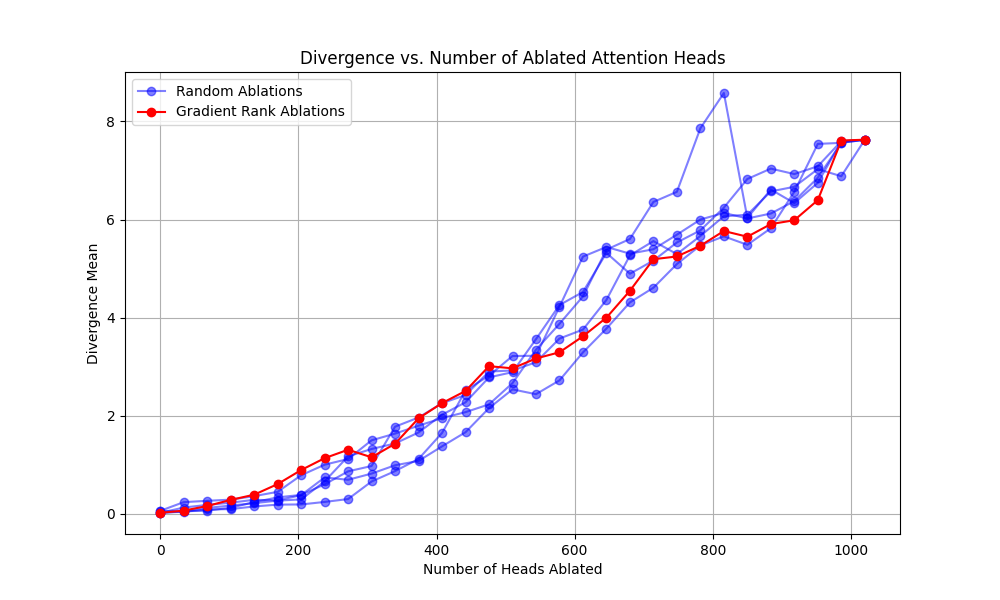 Divergence vs. Number of Ablated Attention Heads
Random Ablations
Gradient Rank Ablations
Divergence Mean
8
6
4
2
0
0 200 400 600 800 1000
Number of Heads Ablated